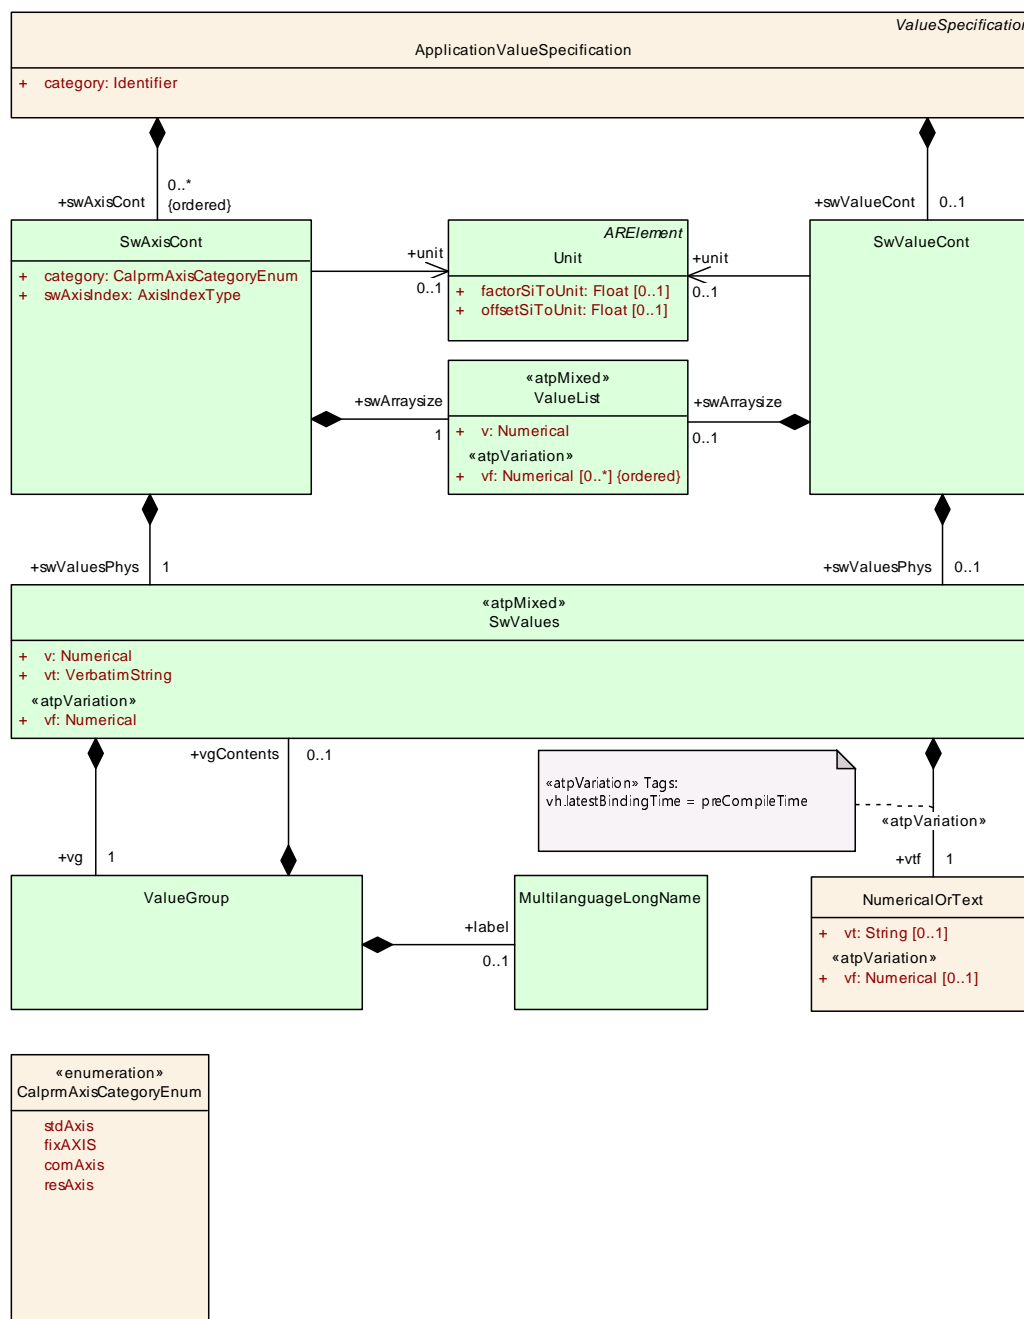 ValueSpecification
ApplicationValueSpecification
+ category: Identifier
+swAxisCont
0..*
{ordered}
+swValueCont
0..1
SwAxisCont
+ category: CalprmAxisCategoryEnum
+ swAxisIndex: AxisIndexType
+unit
0..1
ARElement
Unit
+ factorSiToUnit: Float [0..1]
+ offsetSiToUnit: Float [0..1]
+unit
0..1
SwValueCont
+swArraysize
1
«atpMixed»
ValueList
+ v: Numerical
«atpVariation»
+ vf: Numerical [0..*] {ordered}
+swArraysize
0..1
+swValuesPhys
1
+swValuesPhys
0..1
«atpMixed»
SwValues
+ v: Numerical
+ vt: VerbatimString
«atpVariation»
+ vf: Numerical
+vgContents
0..1
«atpVariation» Tags:
vh.latestBindingTime = preCompileTime
«atpVariation»
+vg
1
+vtf
1
ValueGroup
+label
0..1
MultilanguageLongName
NumericalOrText
+ vt: String [0..1]
«atpVariation»
+ vf: Numerical [0..1]
«enumeration»
CalprmAxisCategoryEnum
stdAxis
fixAXIS
comAxis
resAxis